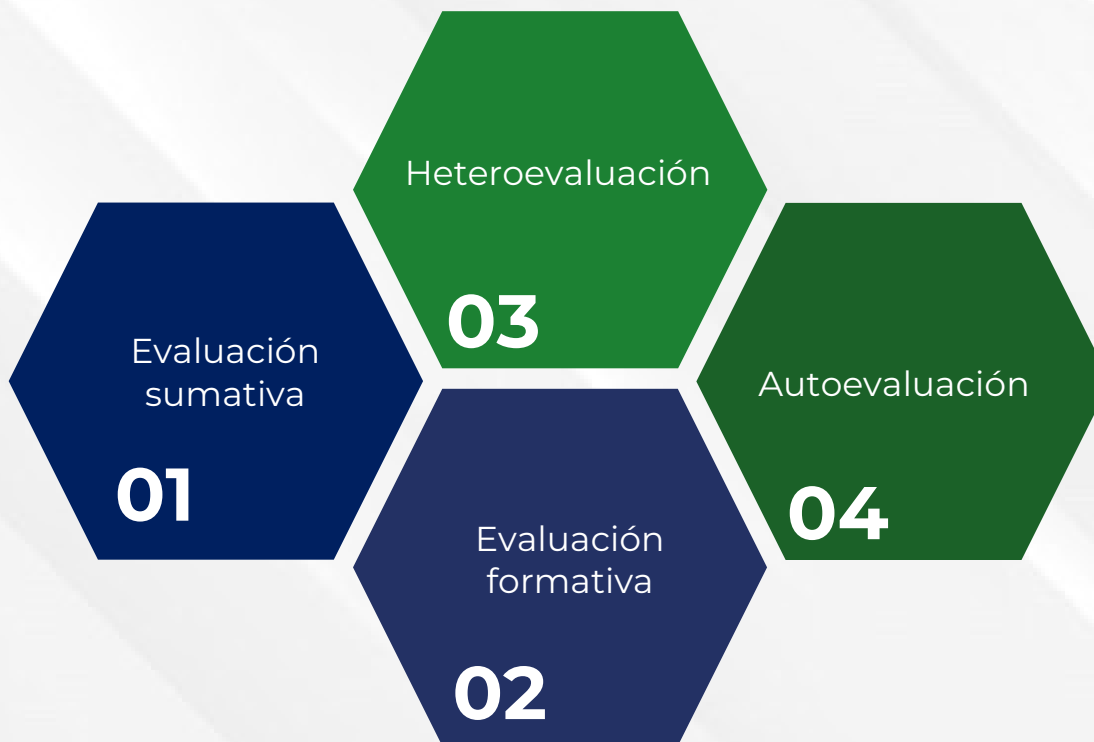 Evaluación
sumativa
01
Evaluación
formativa
02
Heteroevaluación
03
Autoevaluación
04